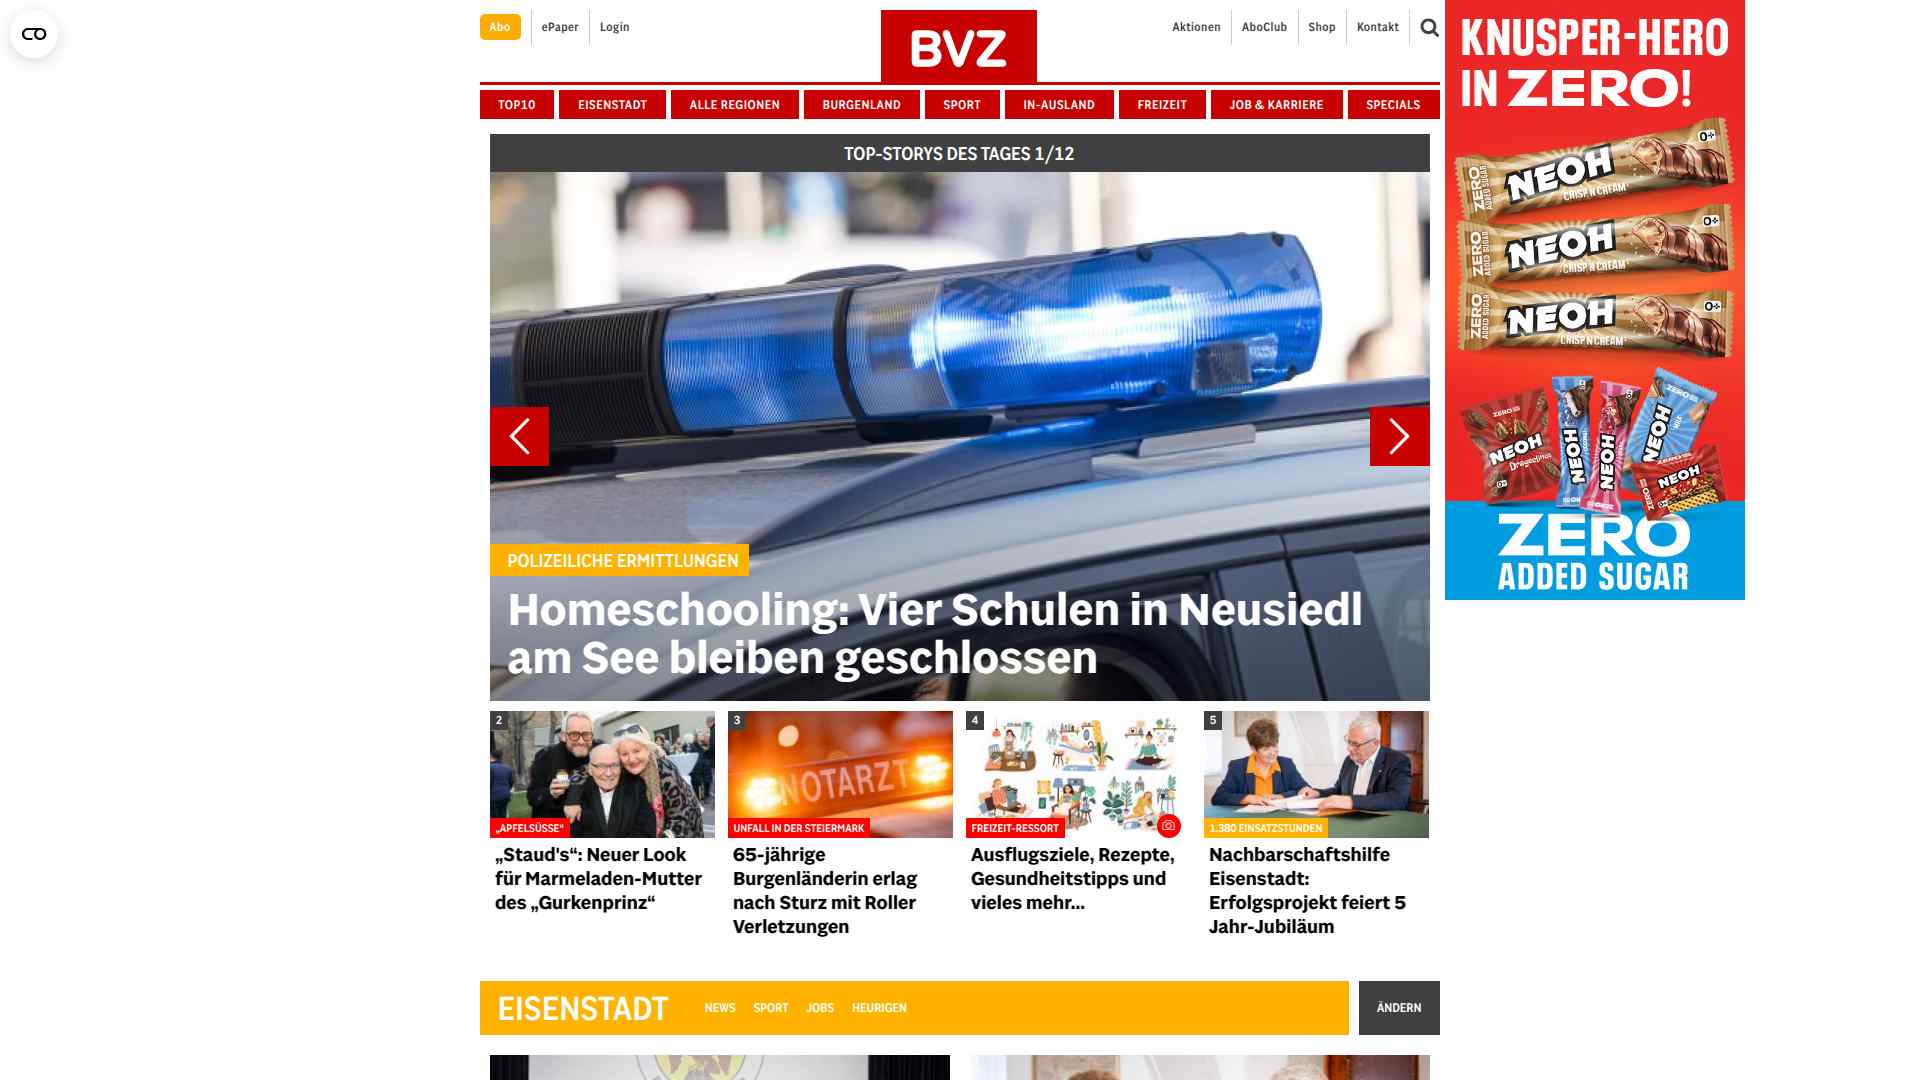 Abo
ePaper
Login
BVZ
Aktionen
AboClub
Shop
Kontakt
TOP10
EISENSTADT
ALLE REGIONEN
BURGENLAND
SPORT
IN-AUSLAND
FREIZEIT
JOB & KARRIERE
SPECIALS
TOP-STORYS DES TAGES 1/12
POLIZEILICHE ERMITTLUNGEN
Homeschooling: Vier Schulen in Neusiedl
am See bleiben geschlossen
2
„APFELSÜSSE“
„Staud's“: Neuer Look
für Marmeladen-Mutter
des „Gurkenprinz“
3
NOTARZT
UNFALL IN DER STEIERMARK
65-jährige
Burgenländerin erlag
nach Sturz mit Roller
Verletzungen
4
FREIZEIT-RESSORT
Ausflugsziele, Rezepte,
Gesundheitstipps und
vieles mehr...
5
1.380 EINSATZSTUNDEN
Nachbarschaftshilfe
Eisenstadt:
Erfolgsprojekt feiert 5
Jahr-Jubiläum
EISENSTADT
NEWS
SPORT
JOBS
HEURIGEN
ÄNDERN
KNUSPER-HERO
IN ZERO!
ZERO
ADDED SUGAR
NEOH
CRISP N CREAM
ZERO
ADDED SUGAR
NEOH
CRISP N CREAM
ZERO
ADDED SUGAR
NEOH
CRISP N CREAM
NEOH
NEOH
NEOH
NEOH
NEOH
ZERO
ADDED SUGAR